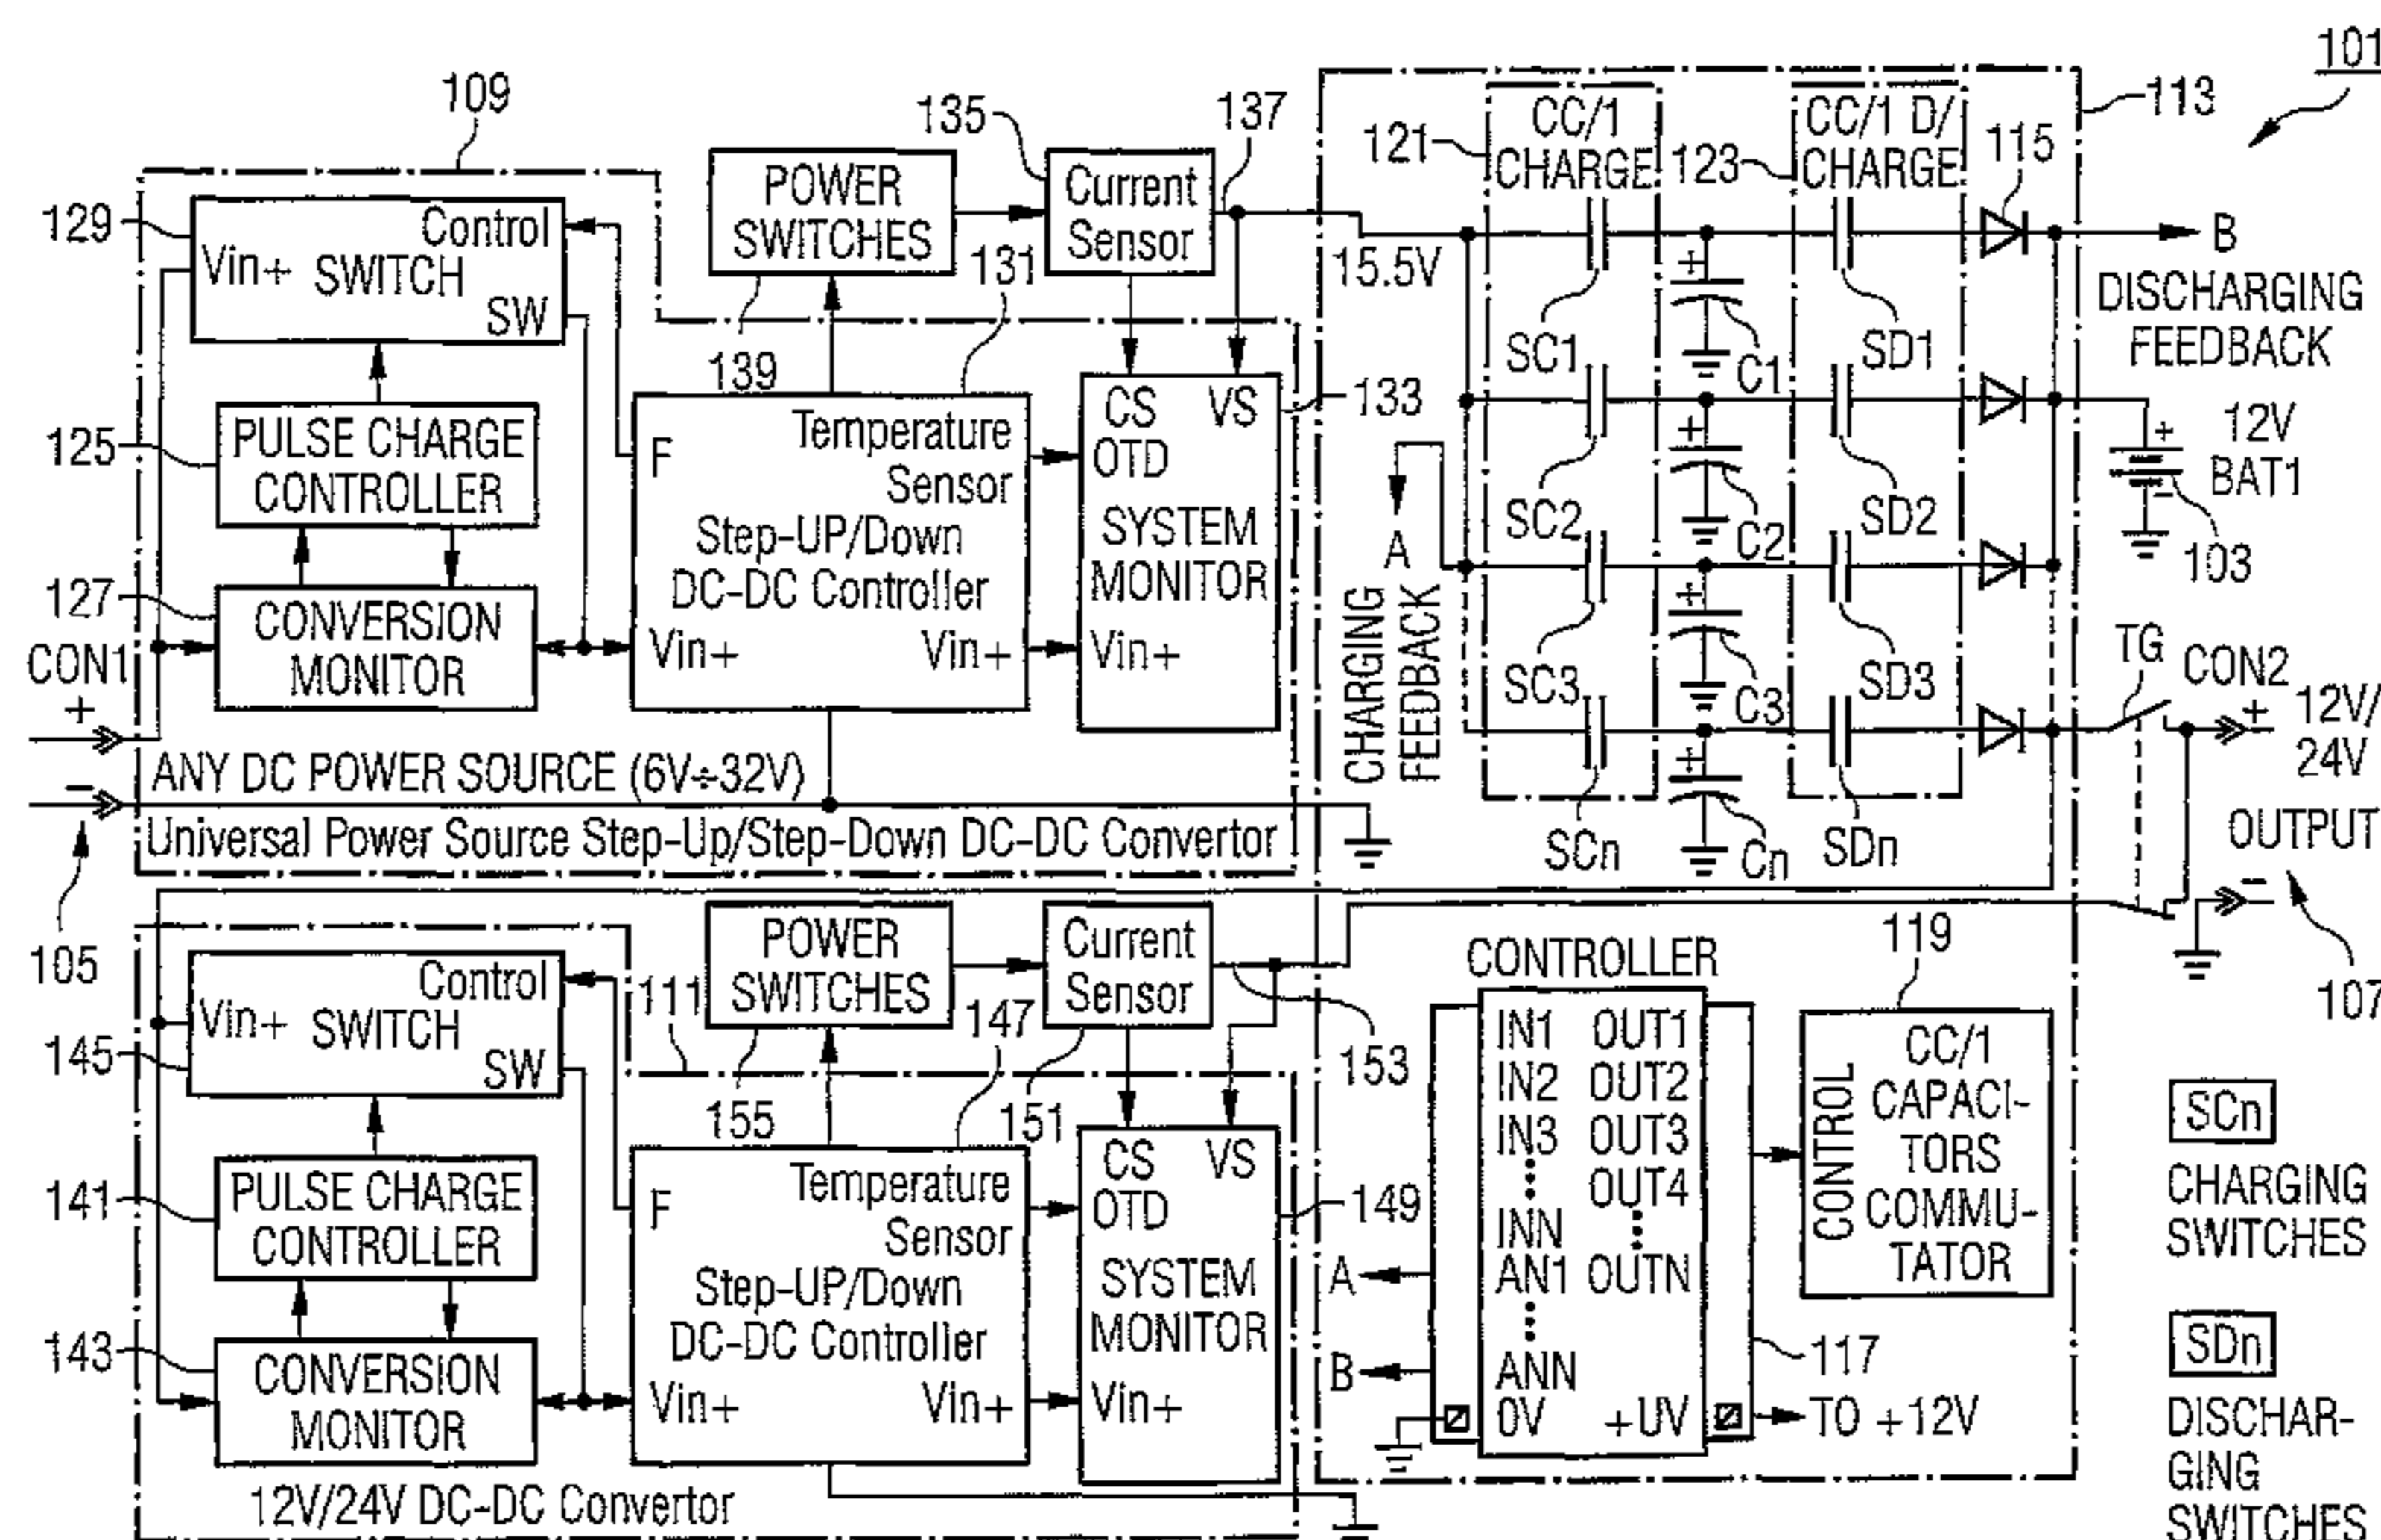 101
109
129
Control
Vin+ SWITCH
SW
125
PULSE CHARGE
CONTROLLER
127
CONVERSION
MONITOR
CON1
+
−
105
ANY DC POWER SOURCE (6V÷32V)
Universal Power Source Step-Up/Step-Down DC-DC Convertor
POWER
SWITCHES
139
135
Current
Sensor
137
131
F
Temperature
Sensor
Step-UP/Down
DC-DC Controller
Vin+ Vin+
CS VS
OTD
SYSTEM
MONITOR
Vin+
133
15.5V
A
CHARGING
FEEDBACK
121
CC/1
CHARGE
SC1
SC2
SC3
SCn
+
C1
+
C2
+
C3
+
Cn
123
CC/1 D/
CHARGE
SD1
SD2
SD3
SDn
115
113
B
DISCHARGING
FEEDBACK
+
−
12V
BAT1
103
TG
CON2
+
12V/
24V
OUTPUT
−
107
145
Control
Vin+ SWITCH
SW
111
141
PULSE CHARGE
CONTROLLER
143
CONVERSION
MONITOR
12V/24V DC-DC Convertor
POWER
SWITCHES
155
Current
Sensor
151
153
147
F
Temperature
Sensor
Step-UP/Down
DC-DC Controller
Vin+ Vin+
CS VS
OTD
SYSTEM
MONITOR
Vin+
149
CONTROLLER
IN1 OUT1
IN2 OUT2
IN3 OUT3
OUT4
INN
AN1 OUTN
ANN
0V +UV
A
B
117
TO +12V
119
CONTROL
CC/1
CAPACI-
TORS
COMMU-
TATOR
SCn
CHARGING
SWITCHES
SDn
DISCHAR-
GING
SWITCHES